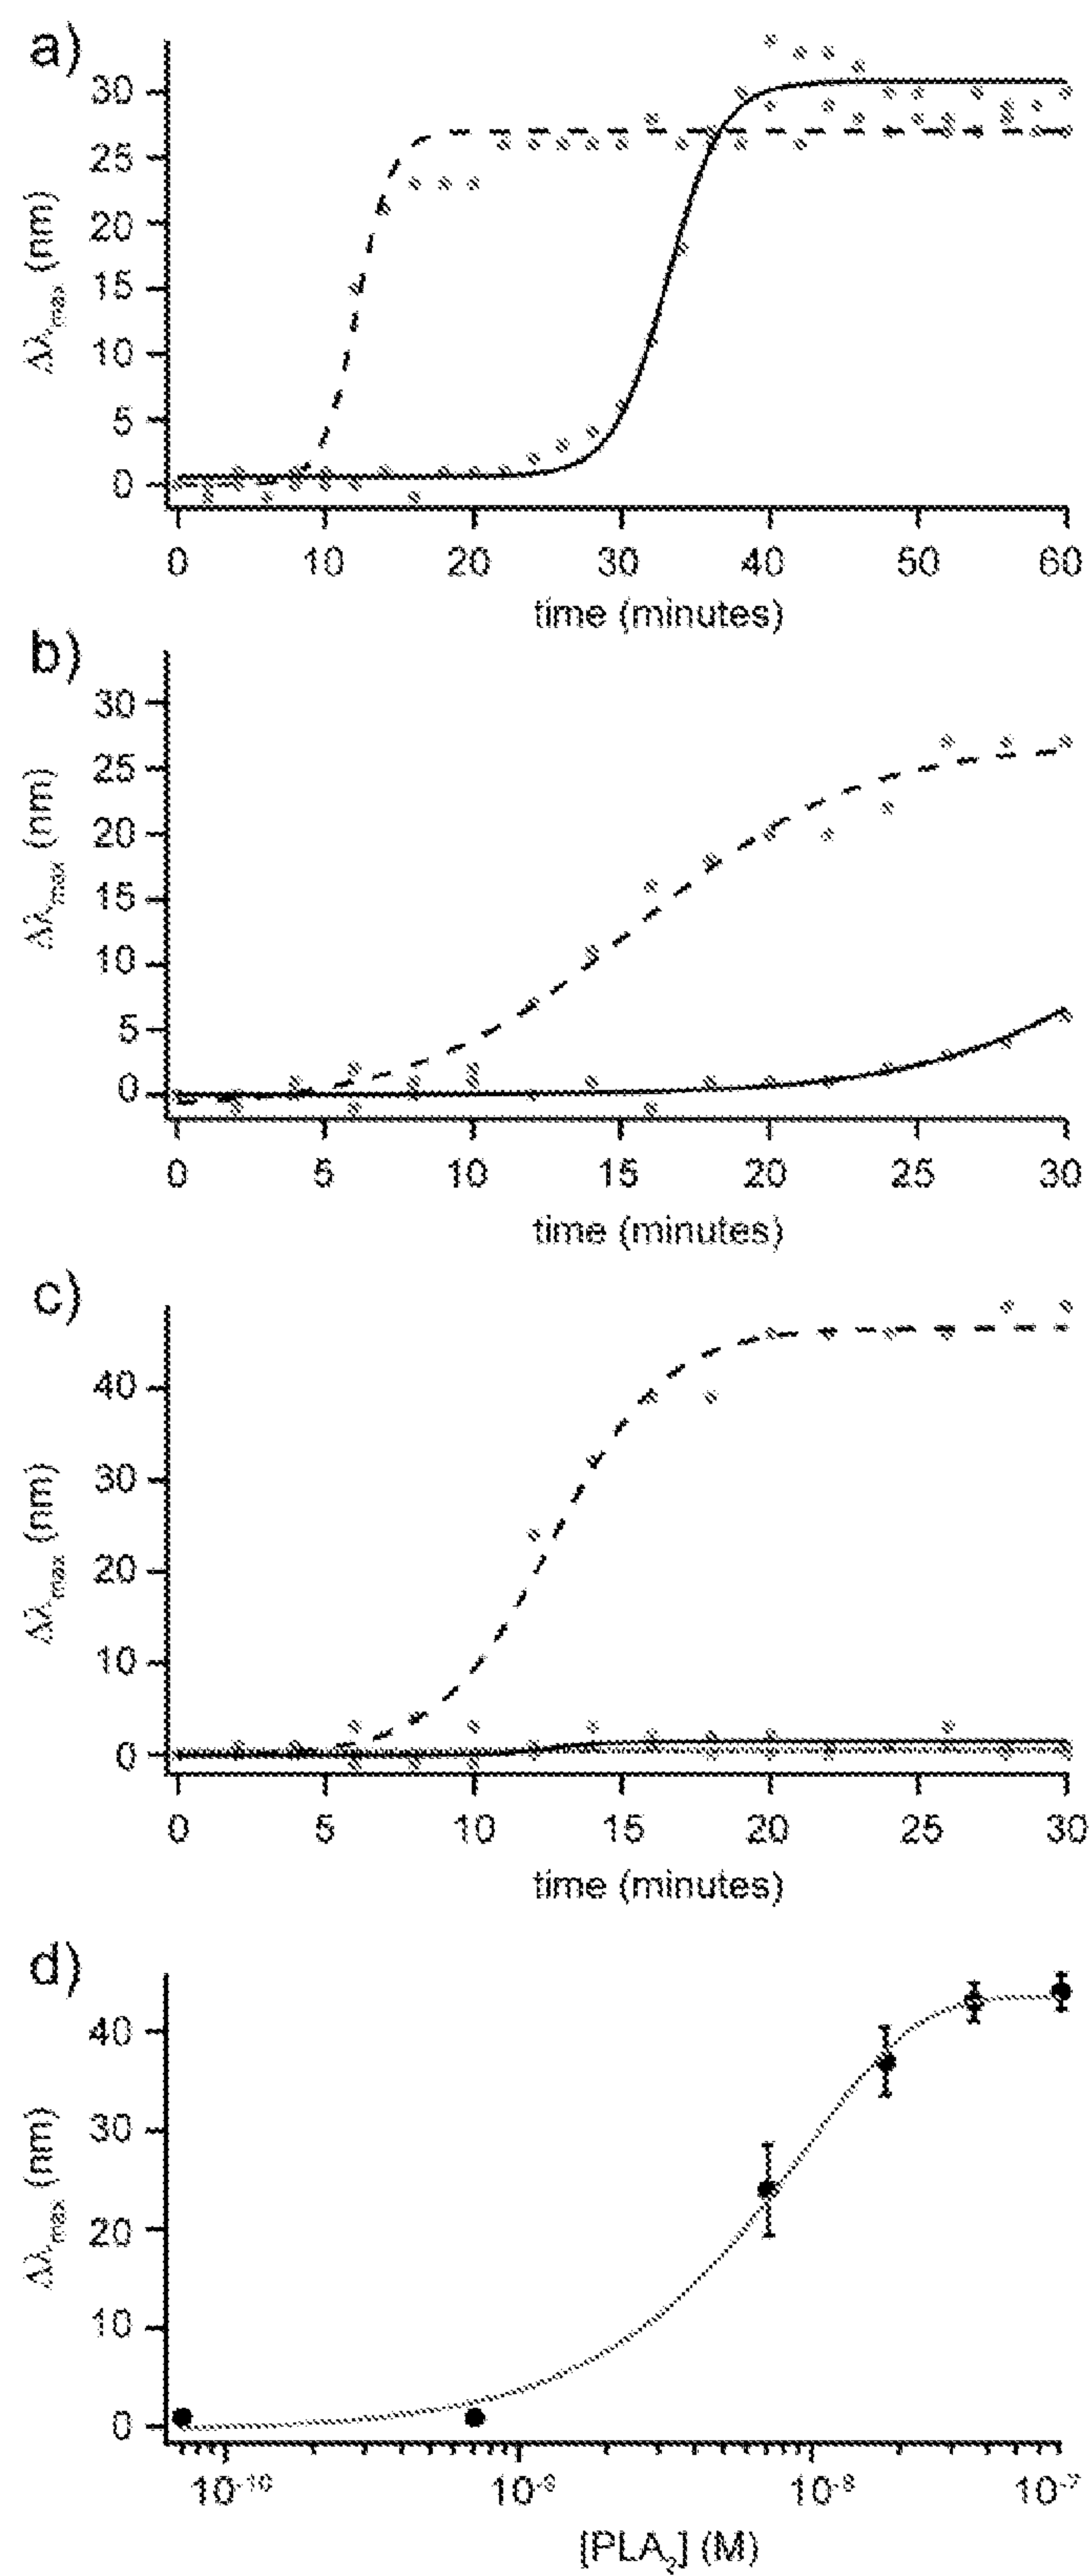 a)
Δλmax (nm)
30
25
20
15
10
5
0
0 10 20 30 40 50 60
time (minutes)
b)
Δλmax (nm)
30
25
20
15
10
5
0
0 5 10 15 20 25 30
time (minutes)
c)
Δλmax (nm)
40
30
20
10
0
0 5 10 15 20 25 30
time (minutes)
d)
Δλmax (nm)
40
30
20
10
0
10⁻¹⁰ 10⁻⁹ 10⁻⁸ 10⁻⁷
[PLA₂] (M)